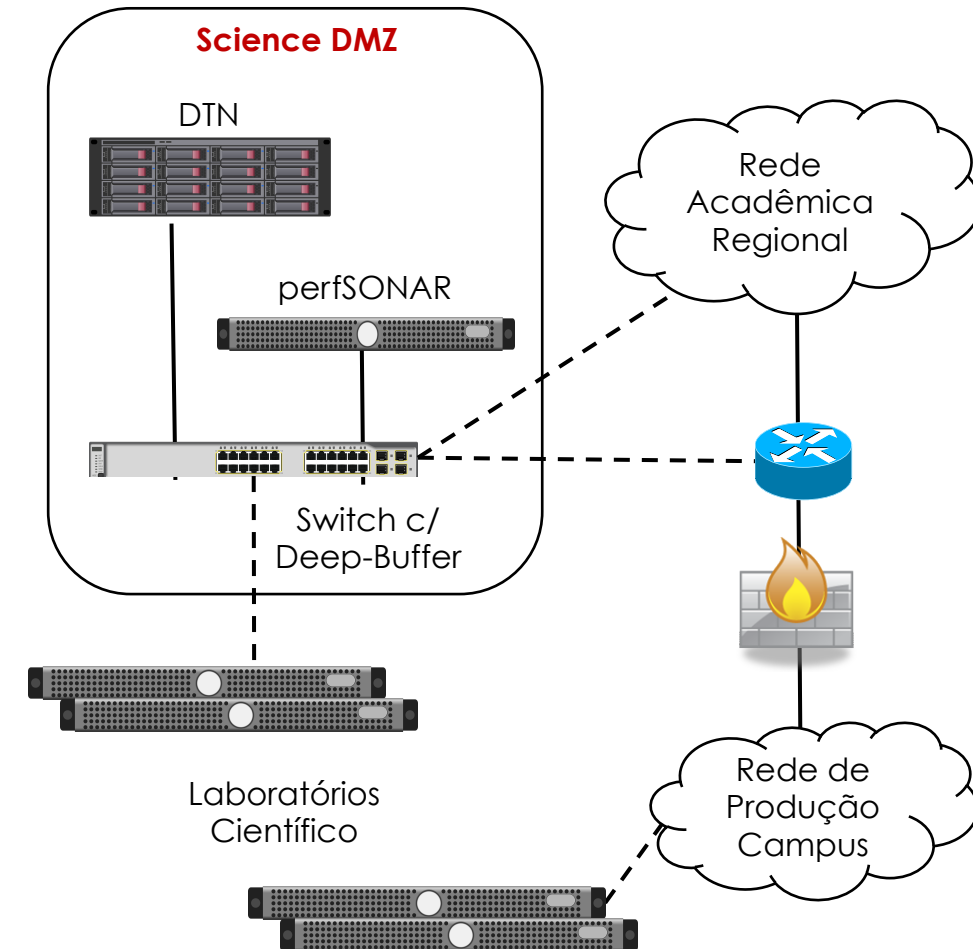 Science DMZ
DTN
perfSONAR
Switch c/
Deep-Buffer
Rede
Acadêmica
Regional
Laboratórios
Científico
Rede de
Produção
Campus